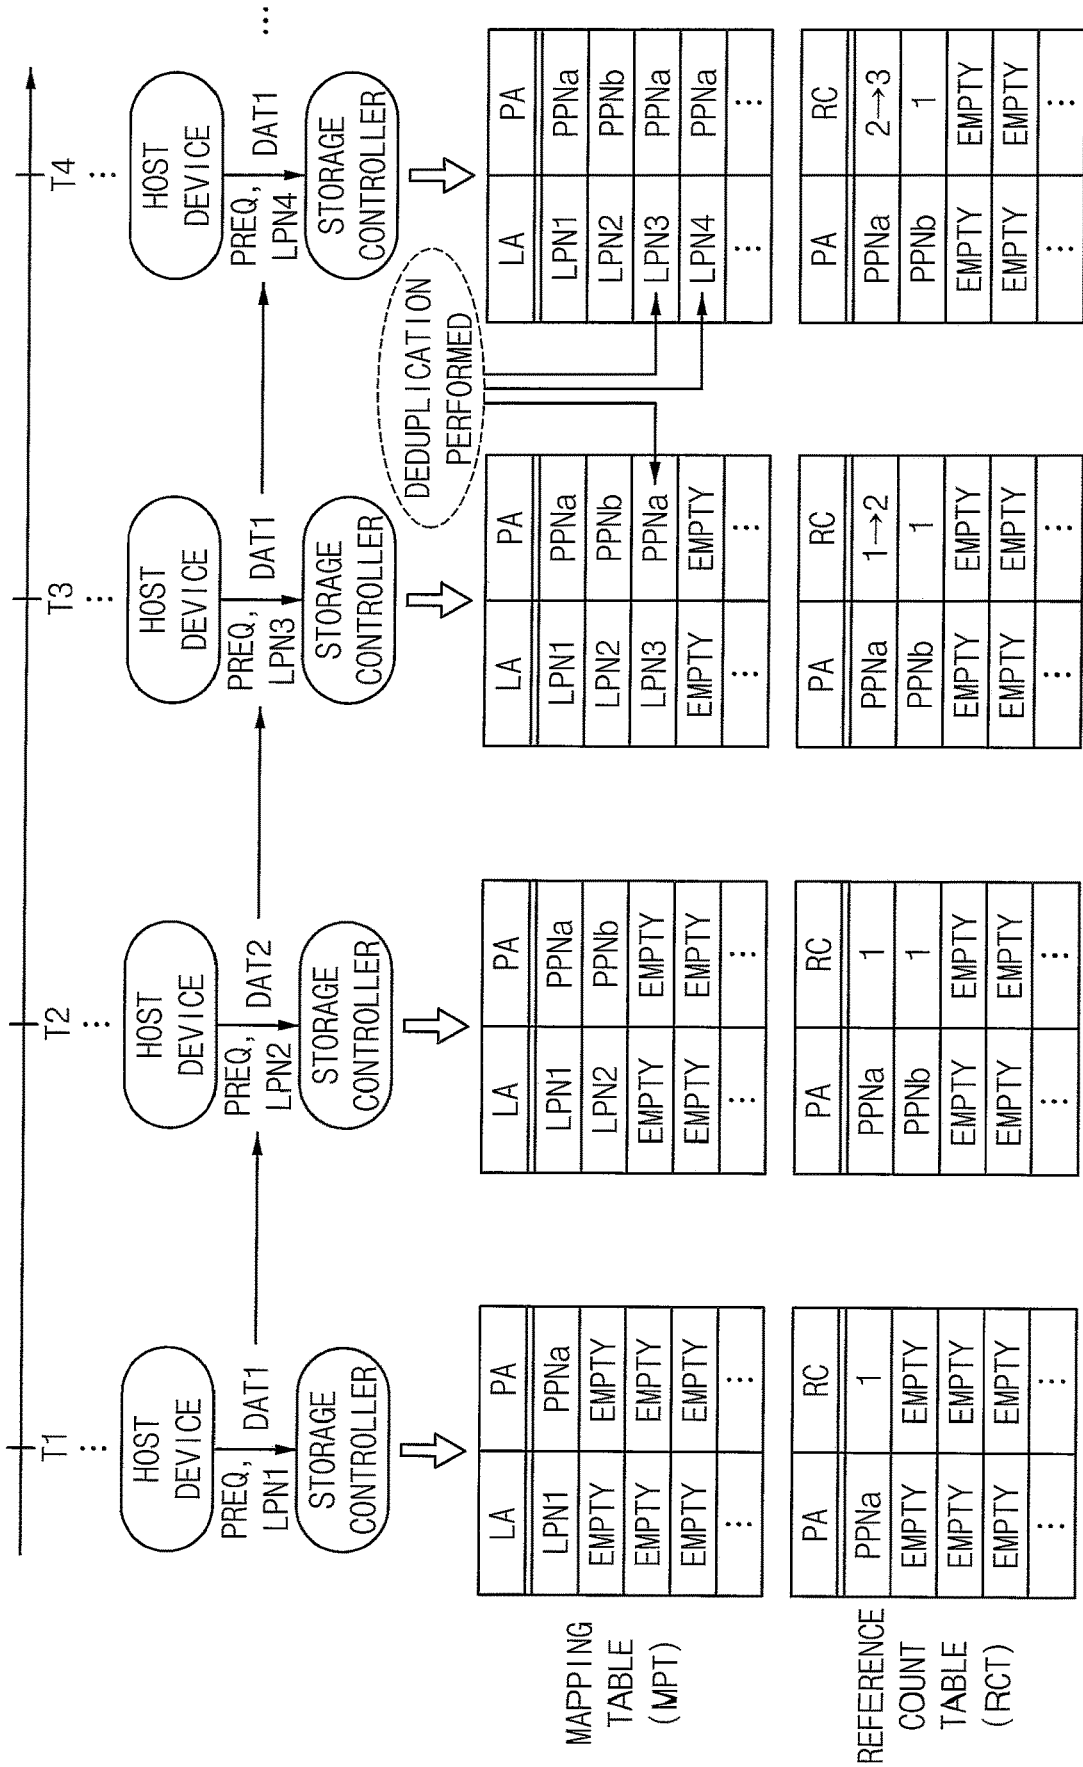 T1 T2 T3 T4
⋮ ⋮ ⋮ ⋮
HOST DEVICE HOST DEVICE HOST DEVICE HOST DEVICE ...
PREQ, LPN1 DAT1 PREQ, LPN2 DAT2 PREQ, LPN3 DAT1 PREQ, LPN4 DAT1
STORAGE CONTROLLER STORAGE CONTROLLER STORAGE CONTROLLER STORAGE CONTROLLER
DEDUPLICATION
PERFORMED
MAPPING
TABLE
(MPT)
LA PA
LPN1 PPNa
EMPTY EMPTY
EMPTY EMPTY
EMPTY EMPTY
⋮ ⋮
LA PA
LPN1 PPNa
LPN2 PPNb
EMPTY EMPTY
EMPTY EMPTY
⋮ ⋮
LA PA
LPN1 PPNa
LPN2 PPNb
LPN3 PPNa
EMPTY EMPTY
⋮ ⋮
LA PA
LPN1 PPNa
LPN2 PPNb
LPN3 PPNa
LPN4 PPNa
⋮ ⋮
REFERENCE
COUNT
TABLE
(RCT)
PA RC
PPNa 1
EMPTY EMPTY
EMPTY EMPTY
EMPTY EMPTY
⋮ ⋮
PA RC
PPNa 1
PPNb 1
EMPTY EMPTY
EMPTY EMPTY
⋮ ⋮
PA RC
PPNa 1→2
PPNb 1
EMPTY EMPTY
EMPTY EMPTY
⋮ ⋮
PA RC
PPNa 2→3
PPNb 1
EMPTY EMPTY
EMPTY EMPTY
⋮ ⋮